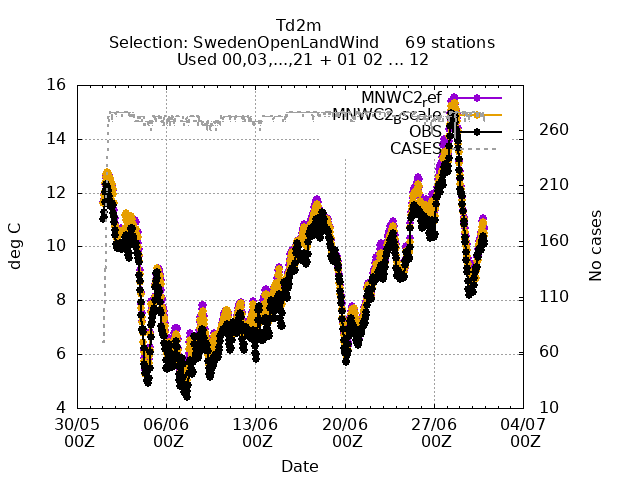 Td2m
Selection: SwedenOpenLandWind 69 stations
Used 00,03,...,21 + 01 02 ... 12
MNWC2_ref
MNWC2_Bscale
OBS
CASES
16
14
12
10
8
6
4
deg C
260
210
160
110
60
10
No cases
30/05 06/06 13/06 20/06 27/06 04/07
00Z 00Z 00Z 00Z 00Z 00Z
Date